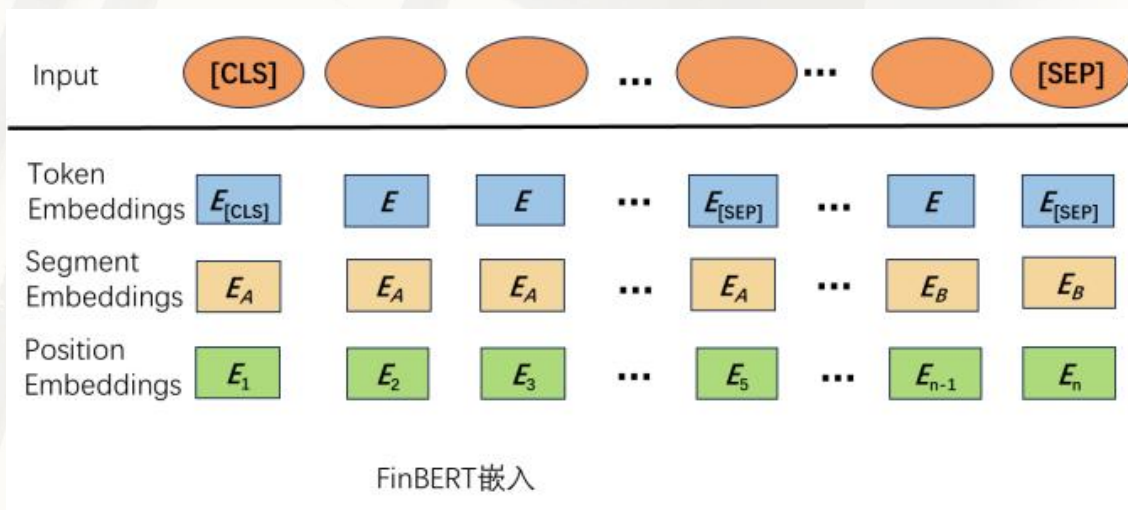 Input [CLS] ... ... [SEP]
Token
Embeddings E[CLS] E E ... E[SEP] ... E E[SEP]
Segment
Embeddings EA EA EA ... EA ... EB EB
Position
Embeddings E1 E2 E3 ... E5 ... En-1 En
FinBERT嵌入